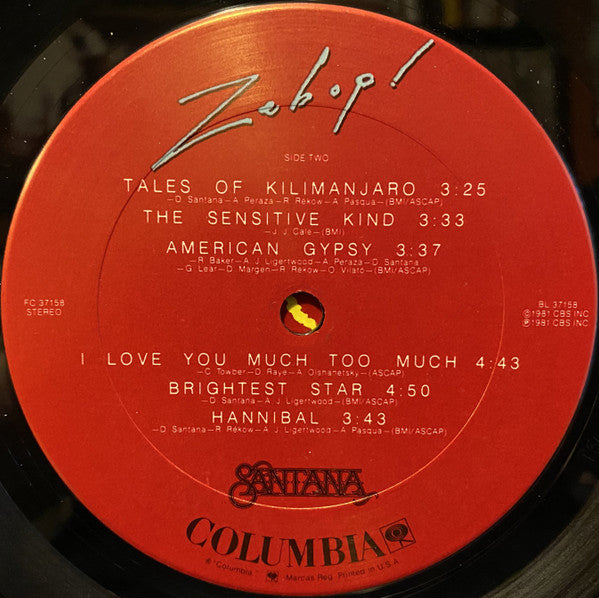 Zebop!
SIDE TWO
TALES OF KILIMANJARO 3:25
—D. Santana—A. Peraza—R. Rekow—A. Pasqua—(BMI/ASCAP)
THE SENSITIVE KIND 3:33
—J. J. Cale—(BMI)
AMERICAN GYPSY 3:37
—R. Baker—A. J. Ligertwood—A. Peraza—D. Santana
—G. Lear—D. Margen—R. Rekow—O. Vilató—(BMI/ASCAP)
FC 37158
STEREO
BL 37158
©1981 CBS INC.
℗1981 CBS INC.
I LOVE YOU MUCH TOO MUCH 4:43
—C. Towber—D. Raye—A. Olshanetsky—(ASCAP)
BRIGHTEST STAR 4:50
—D. Santana—A. J. Ligertwood—(BMI/ASCAP)
HANNIBAL 3:43
—D. Santana—R. Rekow—A. J. Ligertwood—A. Pasqua—(BMI/ASCAP)
SANTANA
COLUMBIA
® "Columbia," Marcas Reg. Printed in U.S.A.